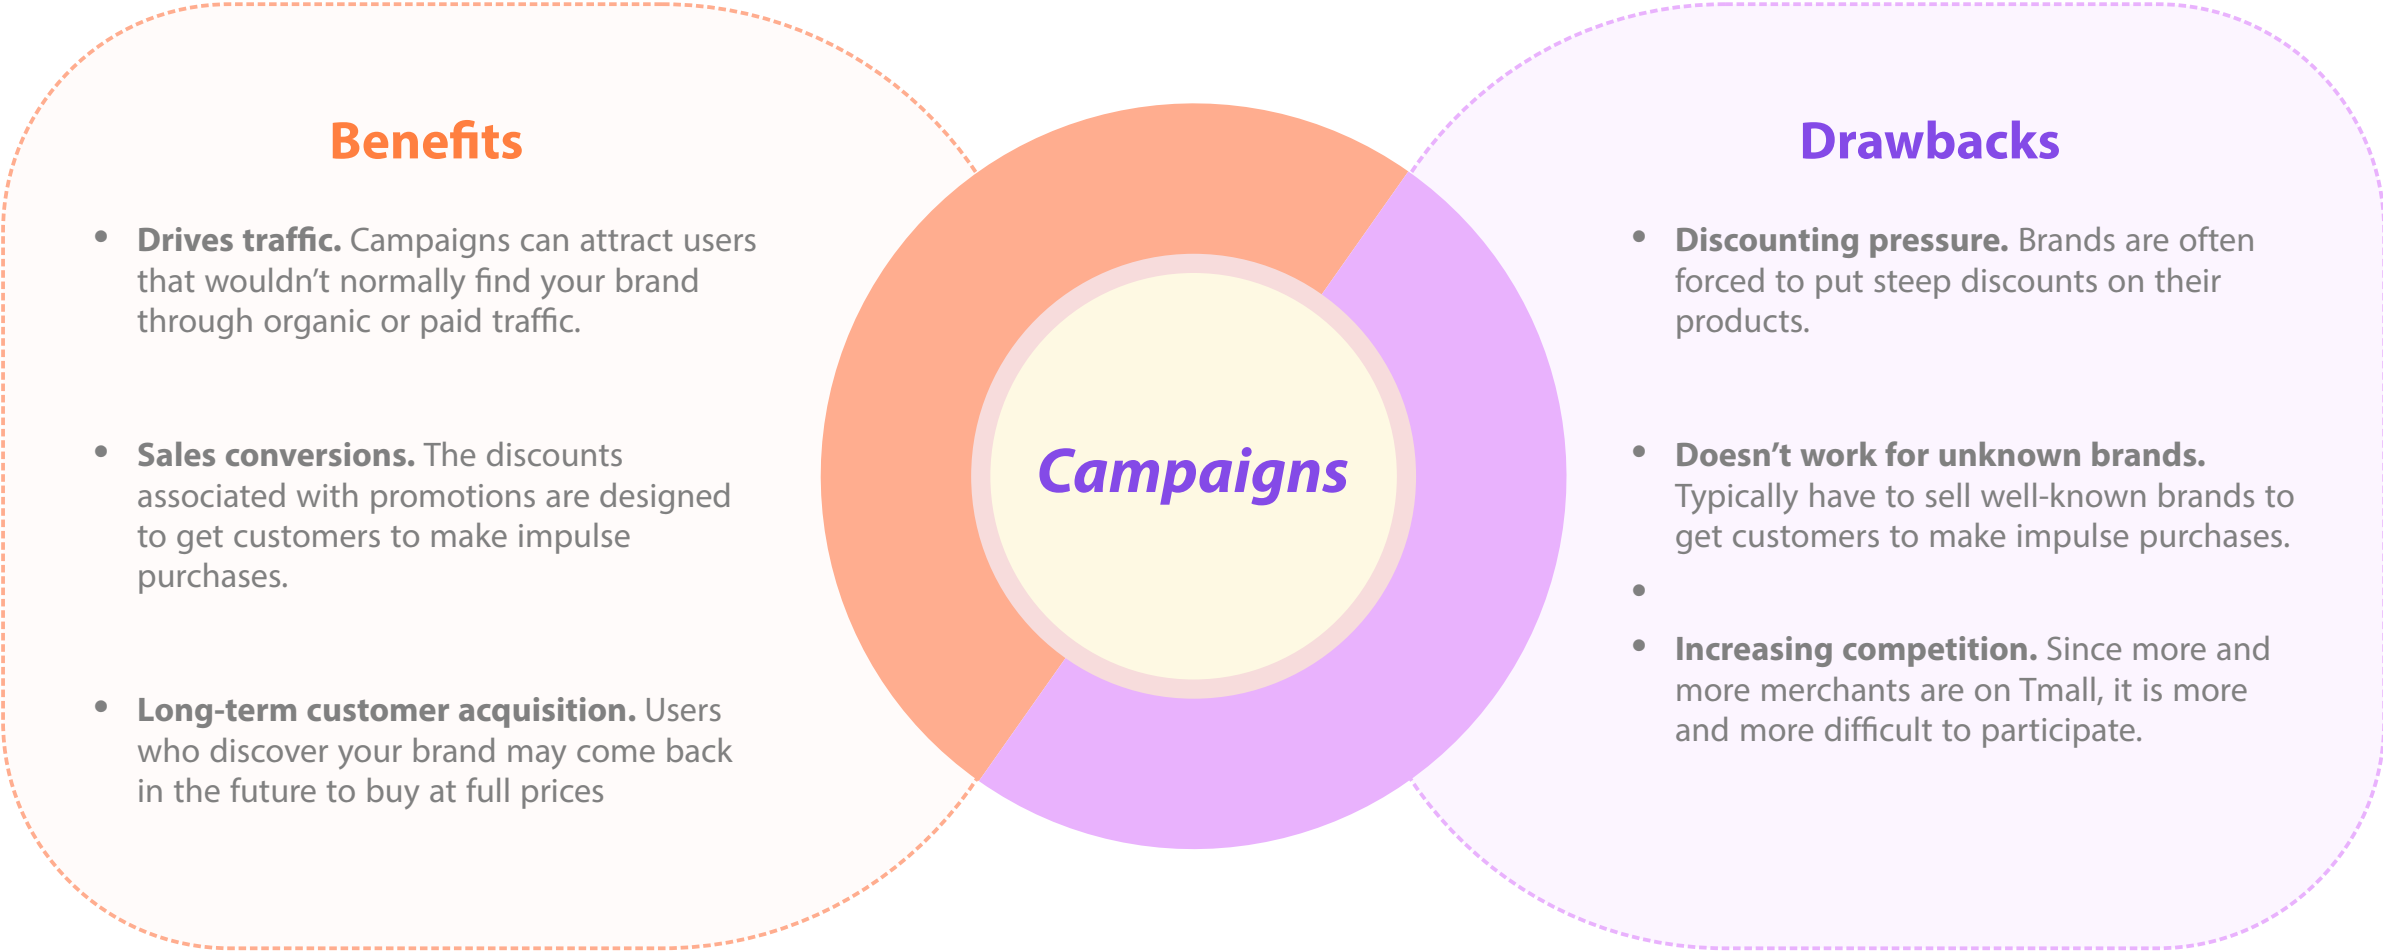 Benefits
• Drives traffic. Campaigns can attract users
that wouldn’t normally find your brand
through organic or paid traffic.
• Sales conversions. The discounts
associated with promotions are designed
to get customers to make impulse
purchases.
• Long-term customer acquisition. Users
who discover your brand may come back
in the future to buy at full prices
Campaigns
Drawbacks
• Discounting pressure. Brands are often
forced to put steep discounts on their
products.
• Doesn’t work for unknown brands.
Typically have to sell well-known brands to
get customers to make impulse purchases.
•
• Increasing competition. Since more and
more merchants are on Tmall, it is more
and more difficult to participate.